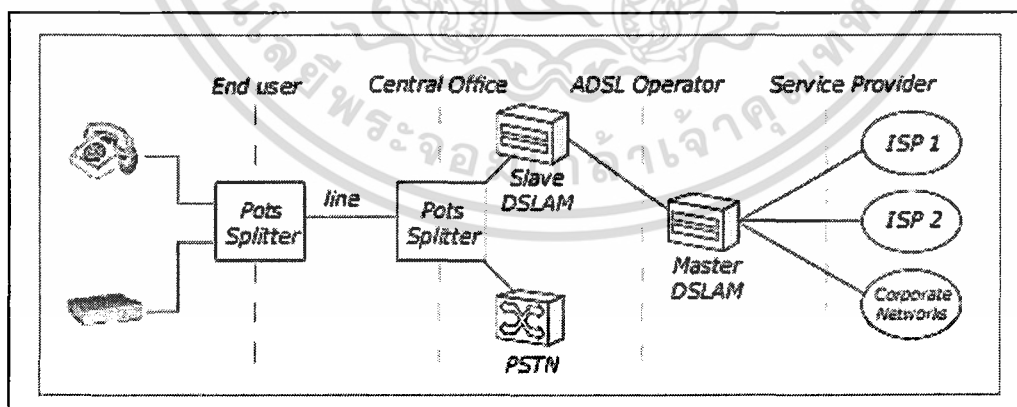 End user
Central Office
ADSL Operator
Service Provider
Pots
Splitter
line
Pots
Splitter
Slave
DSLAM
PSTN
Master
DSLAM
ISP 1
ISP 2
Corporate
Networks